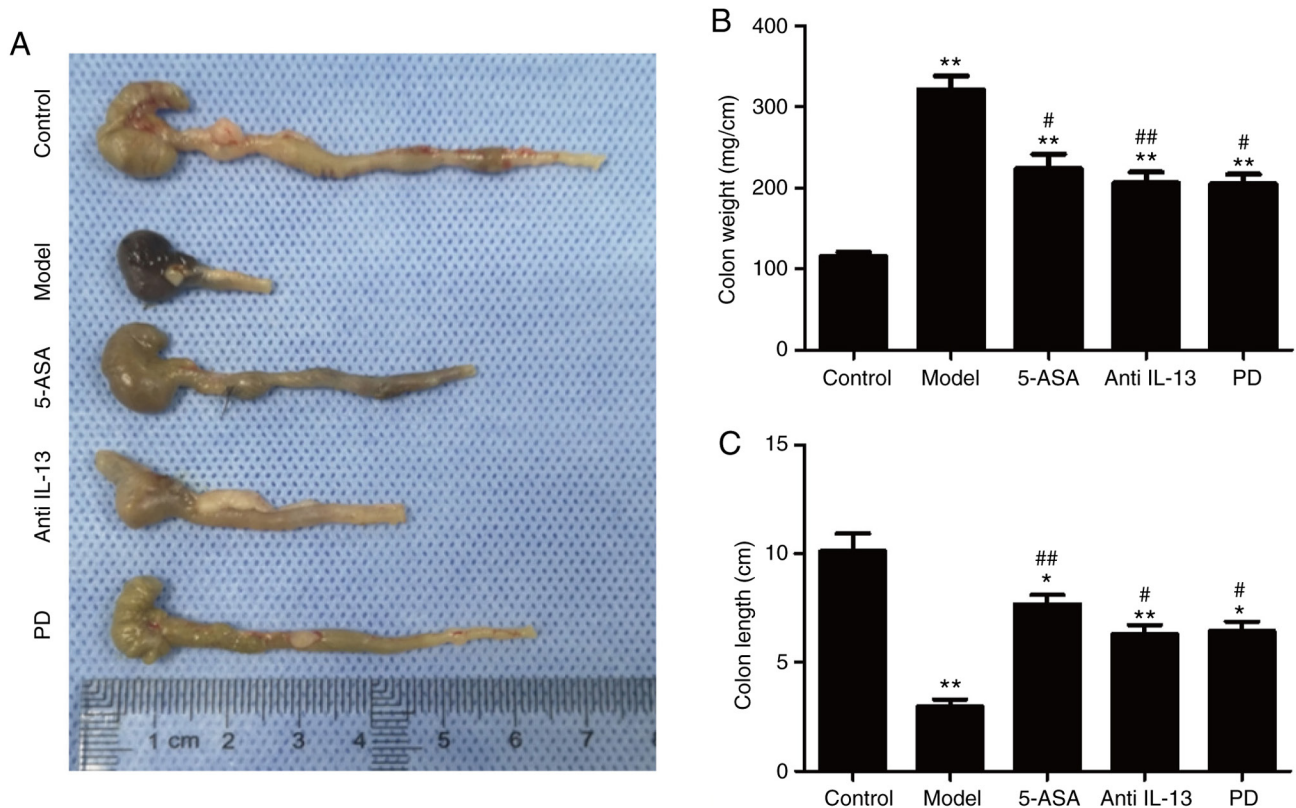 A
Control
Model
5-ASA
Anti IL-13
PD
1 cm 2 3 4 5 6 7
B
Colon weight (mg/cm)
400
300
200
100
0
**
#
**
##
**
#
**
Control Model 5-ASA Anti IL-13 PD
C
Colon length (cm)
15
10
5
0
**
##
*
#
**
#
*
Control Model 5-ASA Anti IL-13 PD